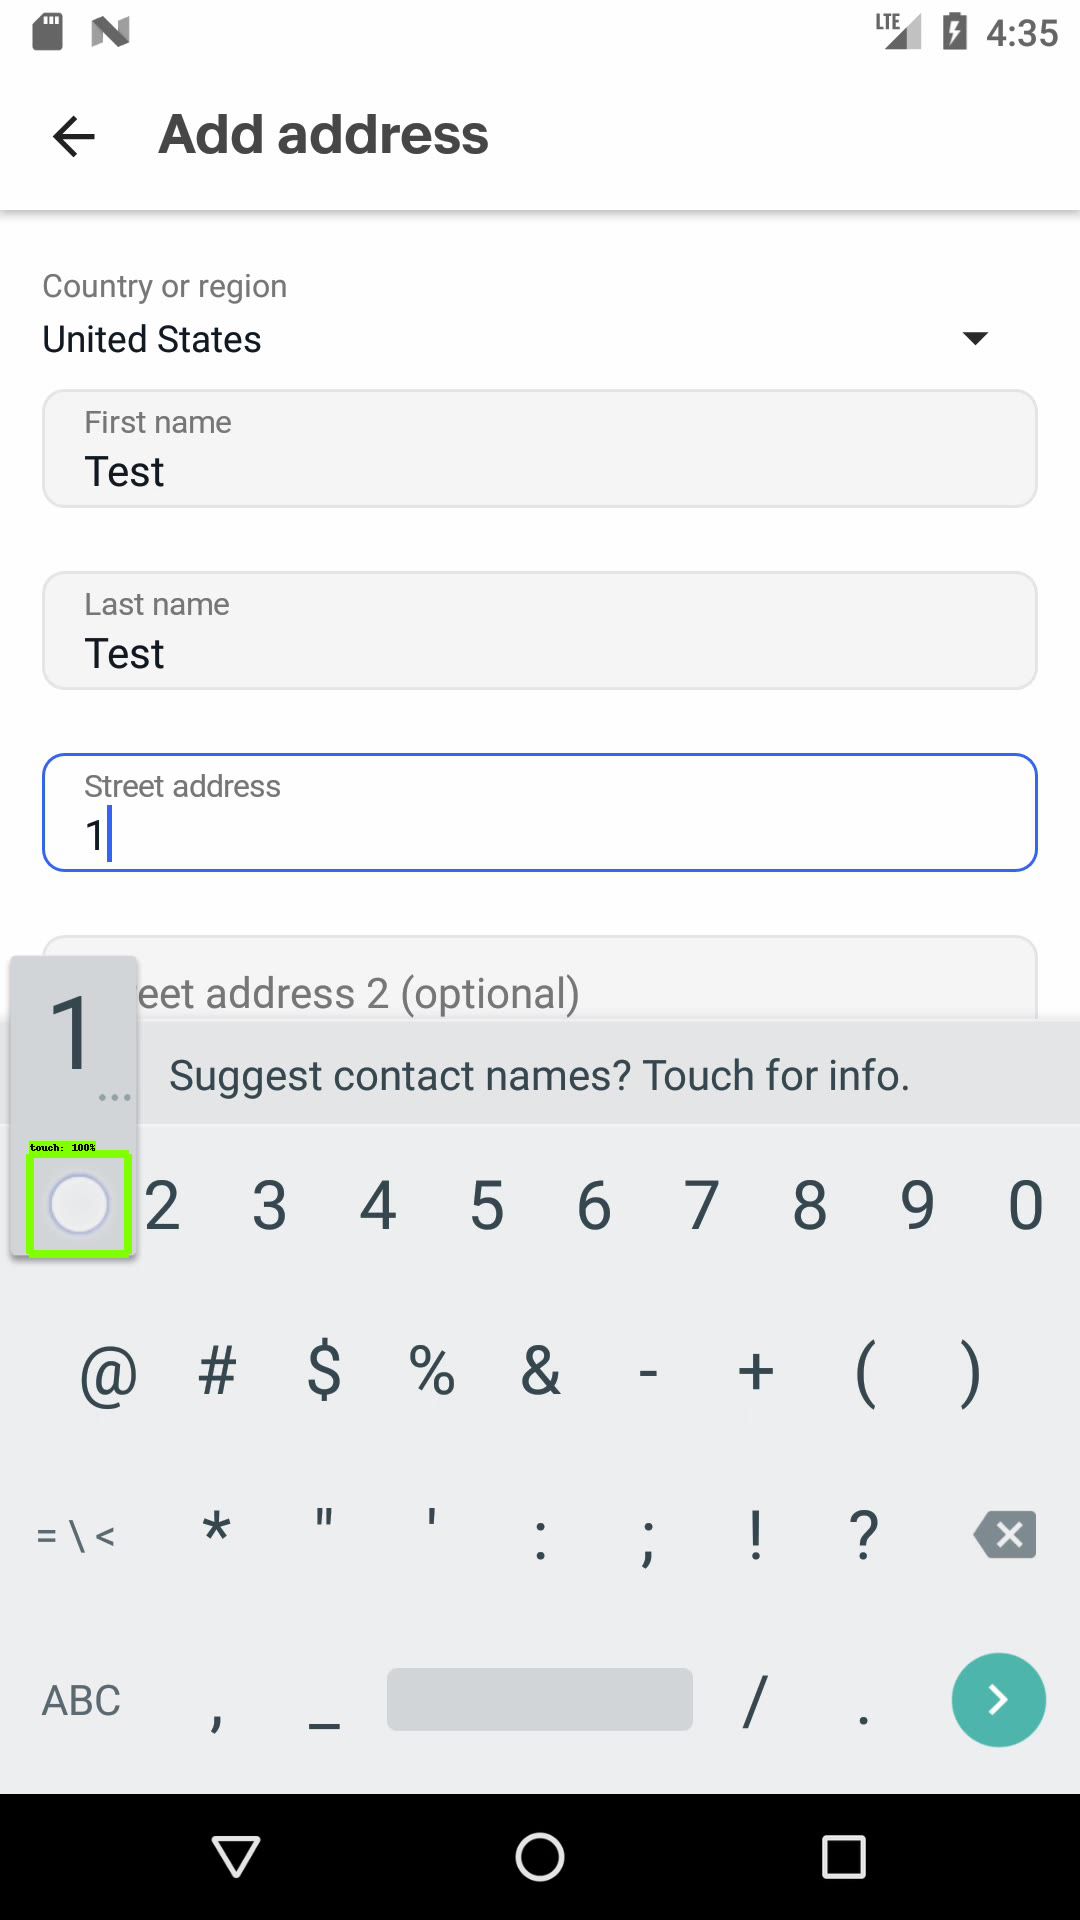 LTE 4:35
Add address
Country or region
United States
First name
Test
Last name
Test
Street address
1
eet address 2 (optional)
1
...
Suggest contact names? Touch for info.
touch: 100%
2 3 4 5 6 7 8 9 0
@ # $ % & - + ( )
= \ < * " ' : ; ! ?
ABC , _ / .